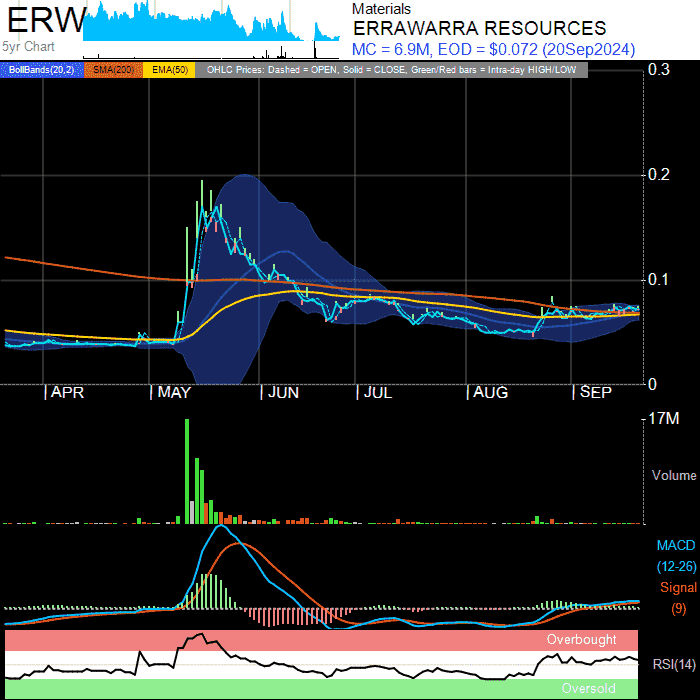 ERW
5yr Chart
Materials
ERRAWARRA RESOURCES
MC = 6.9M, EOD = $0.072 (20Sep2024)
BollBands(20,2) SMA(200) EMA(50) OHLC Prices: Dashed = OPEN, Solid = CLOSE, Green/Red bars = Intra-day HIGH/LOW
0.3
0.2
0.1
0
| APR | MAY | JUN | JUL | AUG | SEP
17M
Volume
MACD
(12-26)
Signal
(9)
Overbought
RSI(14)
Oversold